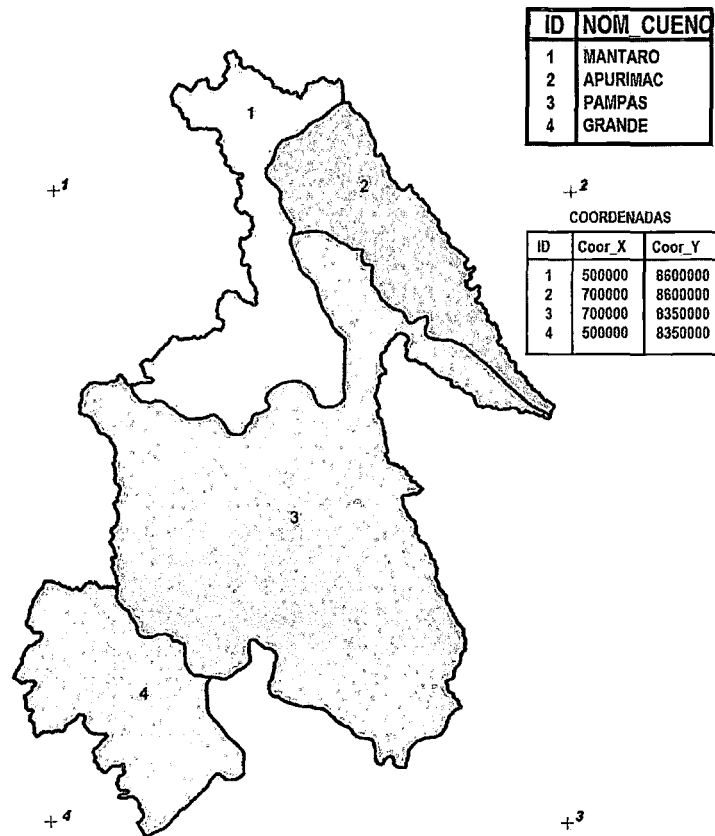 ID NOM_CUENC
1 MANTARO
2 APURIMAC
3 PAMPAS
4 GRANDE
1
2
+1
+2
COORDENADAS
ID Coor_X Coor_Y
1 500000 8600000
2 700000 8600000
3 700000 8350000
4 500000 8350000
3
4
+4
+3